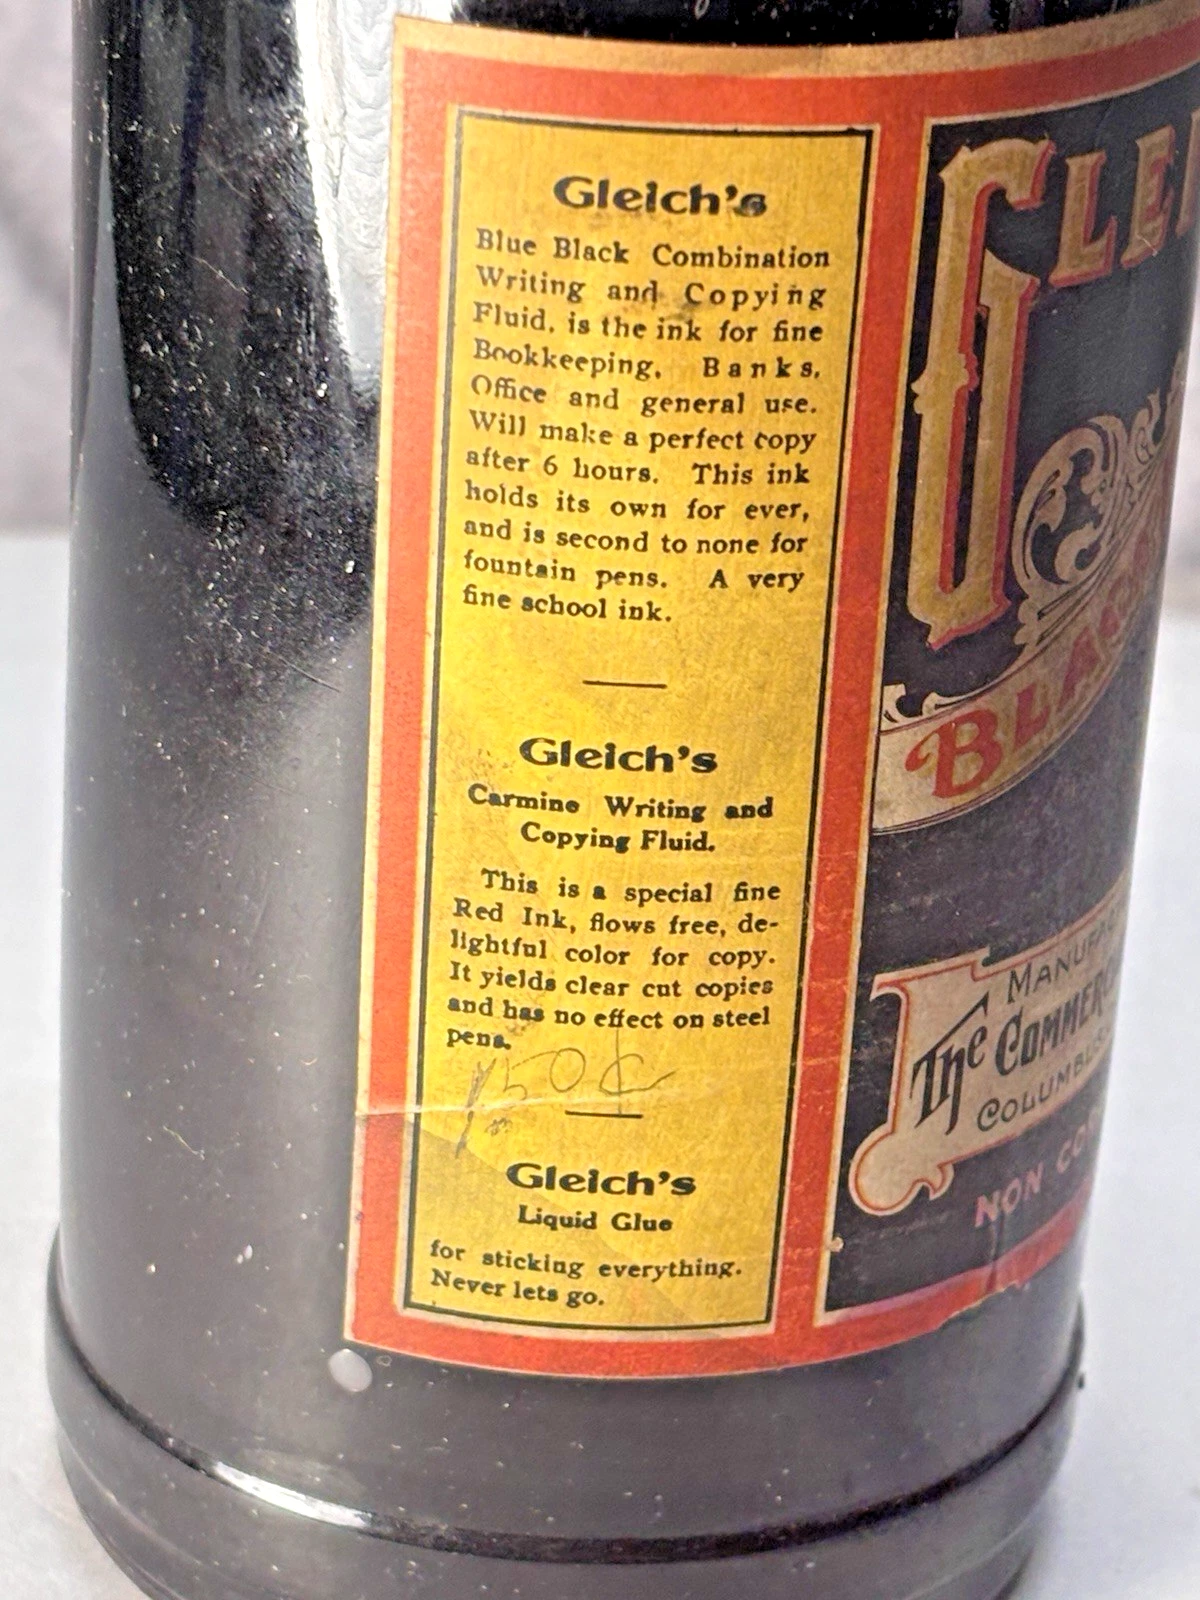 Gleich's
Blue Black Combination
Writing and Copying
Fluid, is the ink for fine
Bookkeeping, Banks,
Office and general use.
Will make a perfect copy
after 6 hours. This ink
holds its own for ever,
and is second to none for
fountain pens. A very
fine school ink.
Gleich's
Carmine Writing and
Copying Fluid.
This is a special fine
Red Ink, flows free, de-
lightful color for copy.
It yields clear cut copies
and has no effect on steel
pens.
50¢
Gleich's
Liquid Glue
for sticking everything.
Never lets go.
GLEI
BLAC
MANUFAC
The COMMERC
COLUMB
NON CO